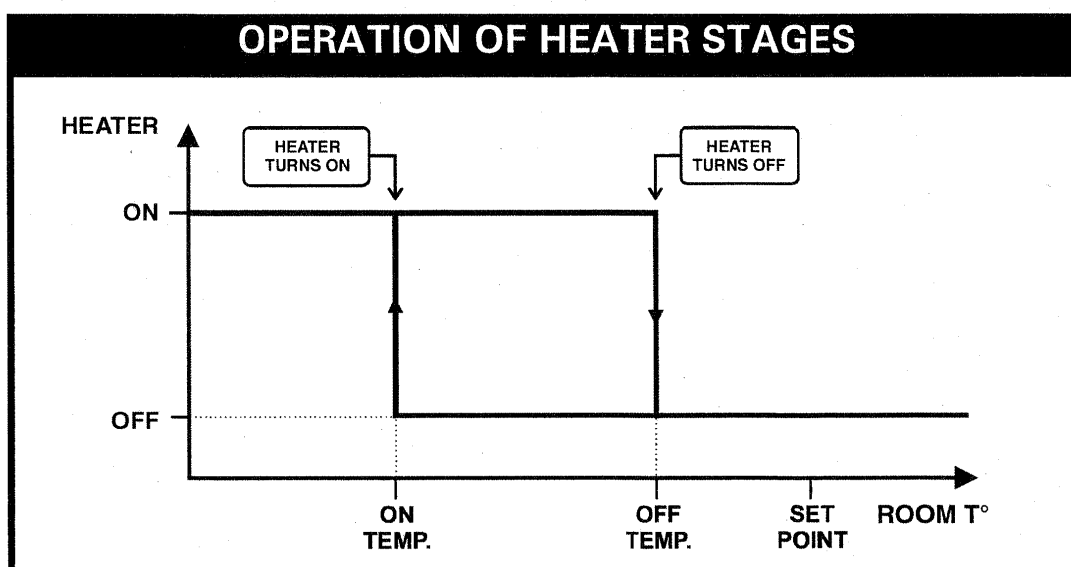 OPERATION OF HEATER STAGES
HEATER
HEATER
TURNS ON
HEATER
TURNS OFF
ON
OFF
ON
TEMP.
OFF
TEMP.
SET
POINT
ROOM T°